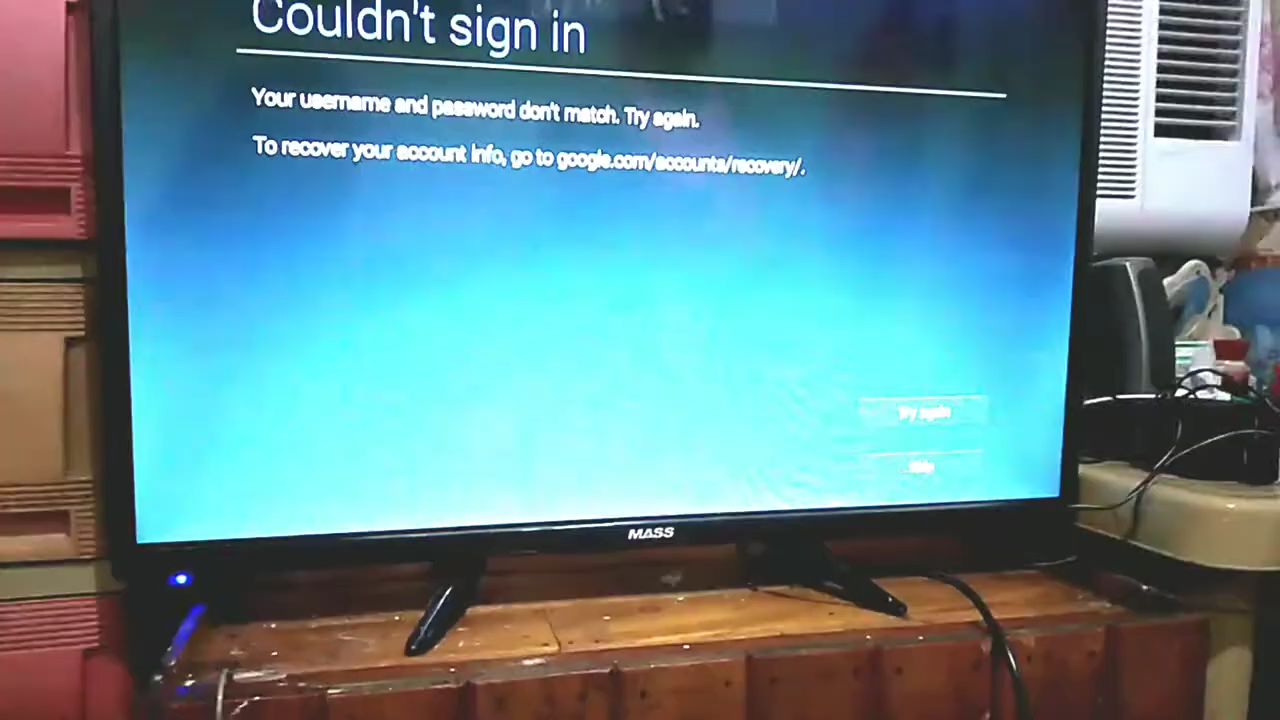 Couldn't sign in
Your username and password don't match. Try again.
To recover your account info, go to google.com/accounts/recovery/.
Try again
MASS